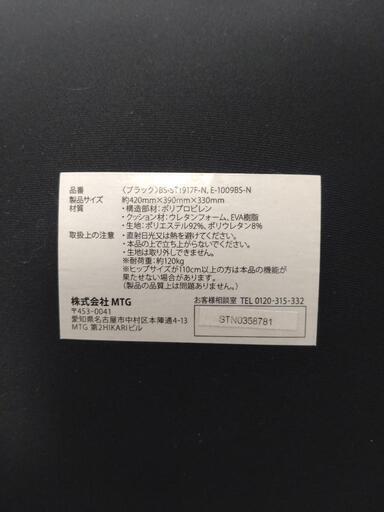 品番 〈ブラック〉BS-ST1917F-N, E-1009BS-N
製品サイズ 約420mm×390mm×330mm
材質 ・構造部材：ポリプロピレン
・クッション材：ウレタンフォーム、EVA樹脂
・生地：ポリエステル92%、ポリウレタン8%
取扱上の注意 ・直射日光又は熱を避けてください。
・本品の上で立ち上がらないでください。
・生地は取り外しできません。
※耐荷重：約120kg
※ヒップサイズが110cm以上の方は本品の機能が
果たせない場合があります。
（製品の品質上は問題がありません。）
株式会社 MTG
〒453-0041
愛知県名古屋市中村区本陣通4-13
MTG 第2HIKARIビル
お客様相談室 TEL 0120-315-332
STN0358781